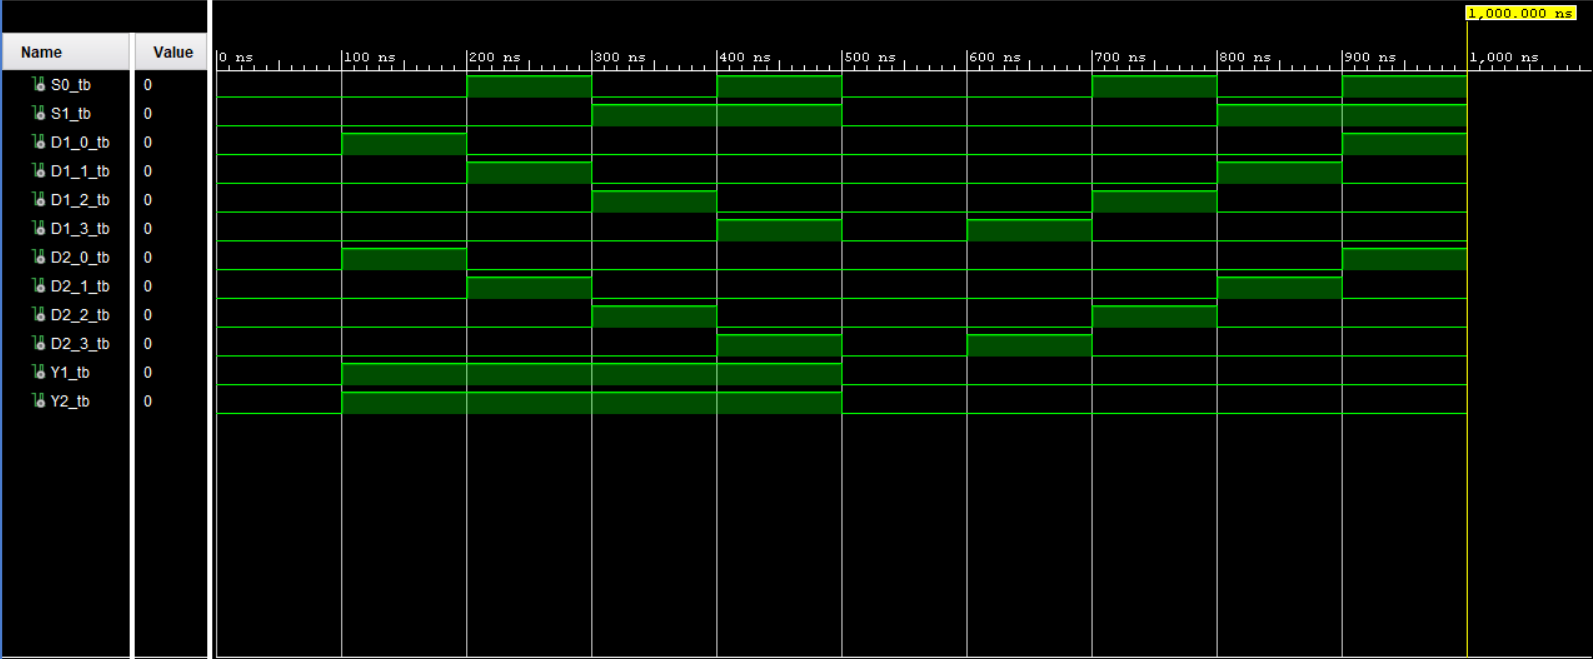 1,000.000 ns
Name Value
0 ns 100 ns 200 ns 300 ns 400 ns 500 ns 600 ns 700 ns 800 ns 900 ns 1,000 ns
S0_tb 0
S1_tb 0
D1_0_tb 0
D1_1_tb 0
D1_2_tb 0
D1_3_tb 0
D2_0_tb 0
D2_1_tb 0
D2_2_tb 0
D2_3_tb 0
Y1_tb 0
Y2_tb 0